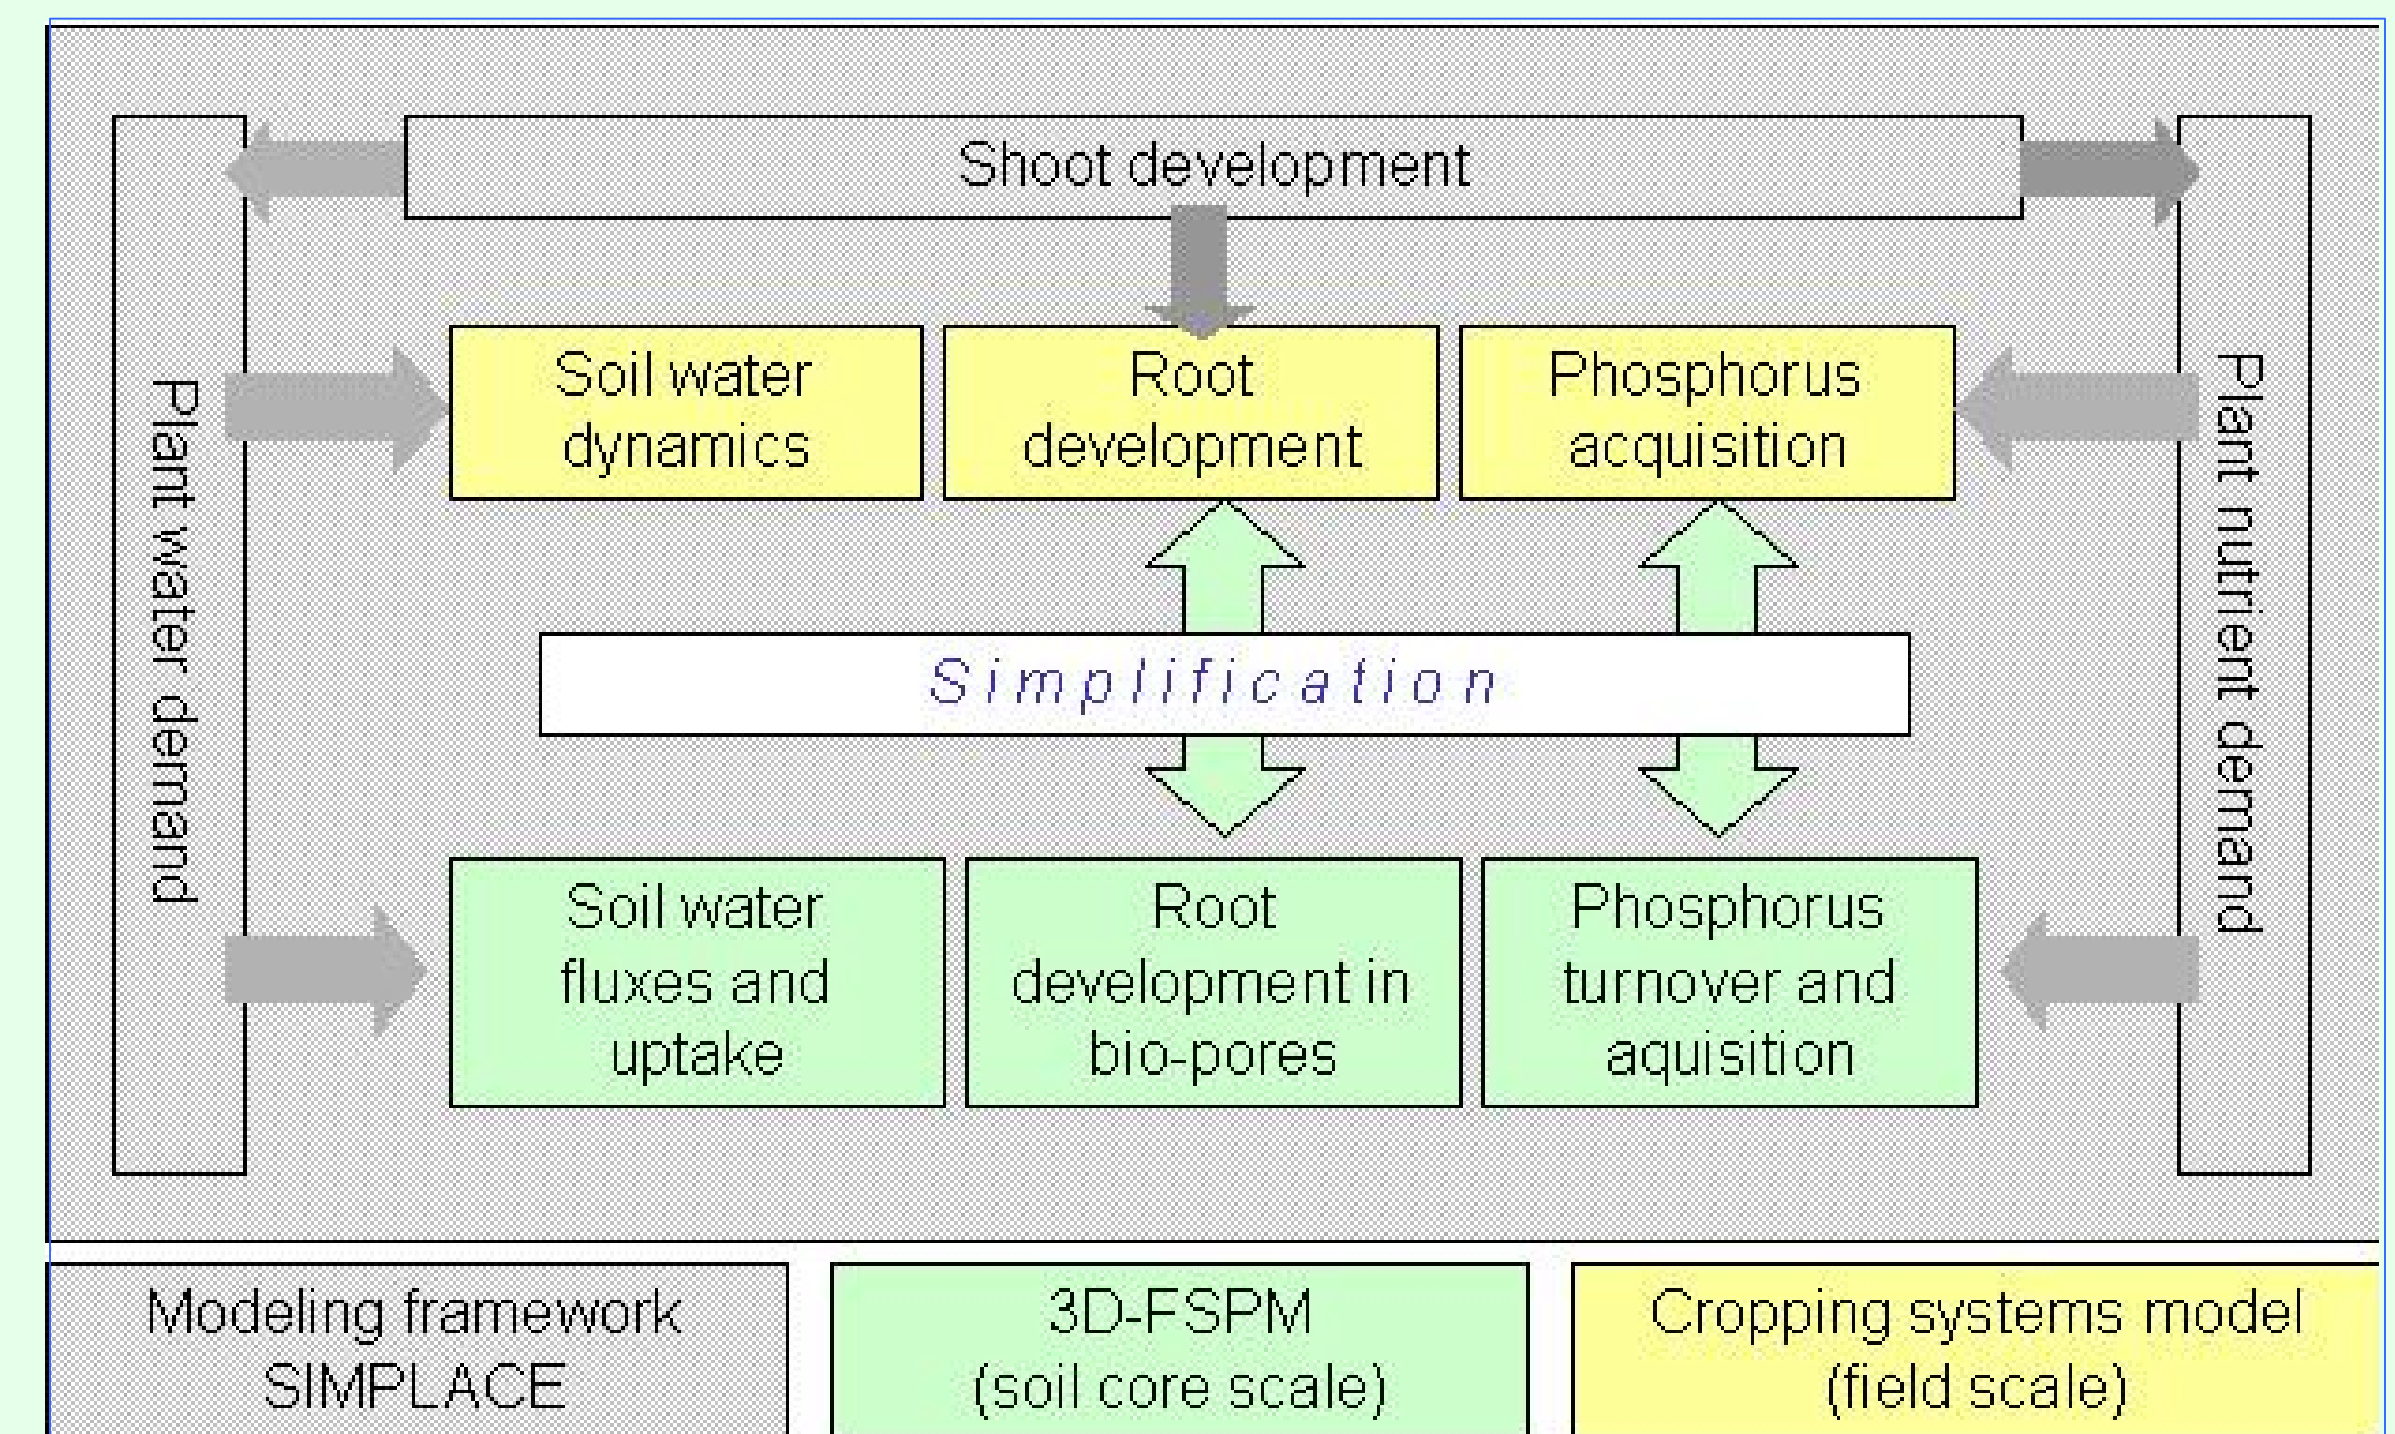 Shoot development
Plant water demand
Soil water
dynamics
Root
development
Phosphorus
acquisition
Plant nutrient demand
Simplification
Soil water
fluxes and
uptake
Root
development in
bio-pores
Phosphorus
turnover and
aquisition
Modeling framework
SIMPLACE
3D-FSPM
(soil core scale)
Cropping systems model
(field scale)